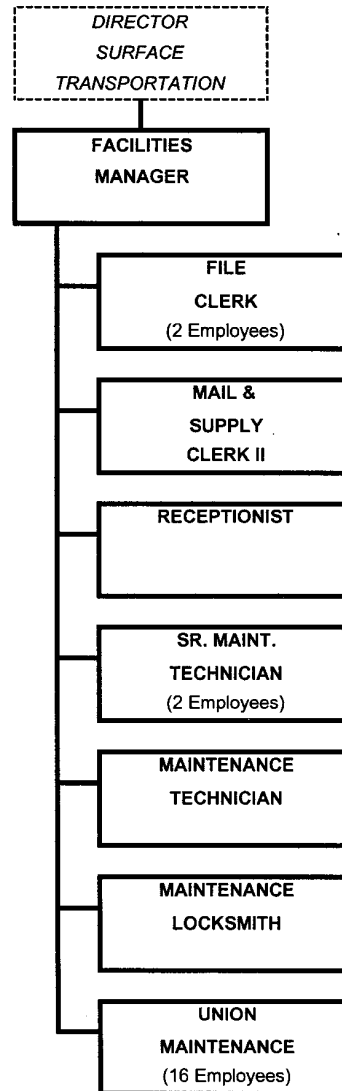 DIRECTOR
SURFACE
TRANSPORTATION
FACILITIES
MANAGER
FILE
CLERK
(2 Employees)
MAIL &
SUPPLY
CLERK II
RECEPTIONIST
SR. MAINT.
TECHNICIAN
(2 Employees)
MAINTENANCE
TECHNICIAN
MAINTENANCE
LOCKSMITH
UNION
MAINTENANCE
(16 Employees)